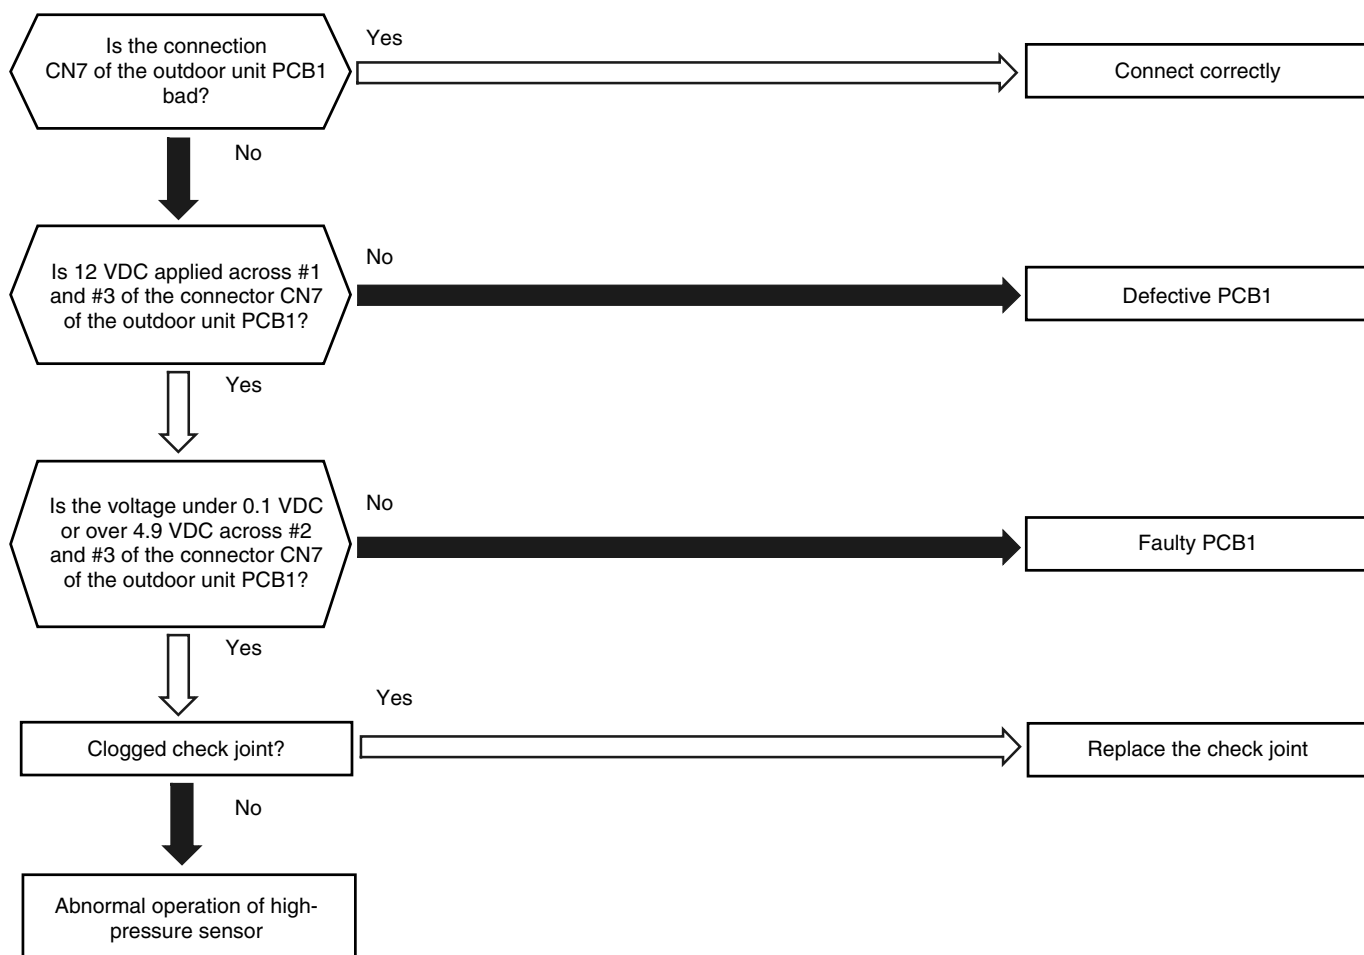 Is the connection
CN7 of the outdoor unit PCB1
bad?
Yes
Connect correctly
No
Is 12 VDC applied across #1
and #3 of the connector CN7
of the outdoor unit PCB1?
No
Defective PCB1
Yes
Is the voltage under 0.1 VDC
or over 4.9 VDC across #2
and #3 of the connector CN7
of the outdoor unit PCB1?
No
Faulty PCB1
Yes
Clogged check joint?
Yes
Replace the check joint
No
Abnormal operation of high-
pressure sensor